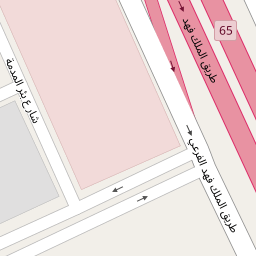 65
طريق الملك فهد
شارع بئر المدمة
طريق الملك فهد الفرعي